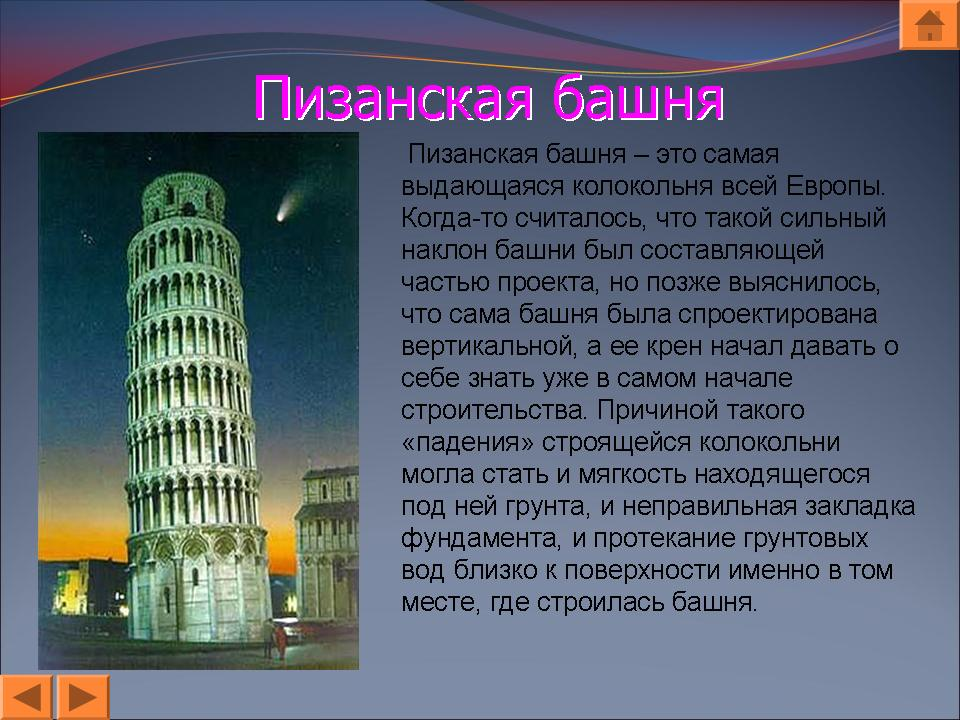 Пизанская башня
Пизанская башня – это самая
выдающаяся колокольня всей Европы.
Когда-то считалось, что такой сильный
наклон башни был составляющей
частью проекта, но позже выяснилось,
что сама башня была спроектирована
вертикальной, а ее крен начал давать о
себе знать уже в самом начале
строительства. Причиной такого
«падения» строящейся колокольни
могла стать и мягкость находящегося
под ней грунта, и неправильная закладка
фундамента, и протекание грунтовых
вод близко к поверхности именно в том
месте, где строилась башня.